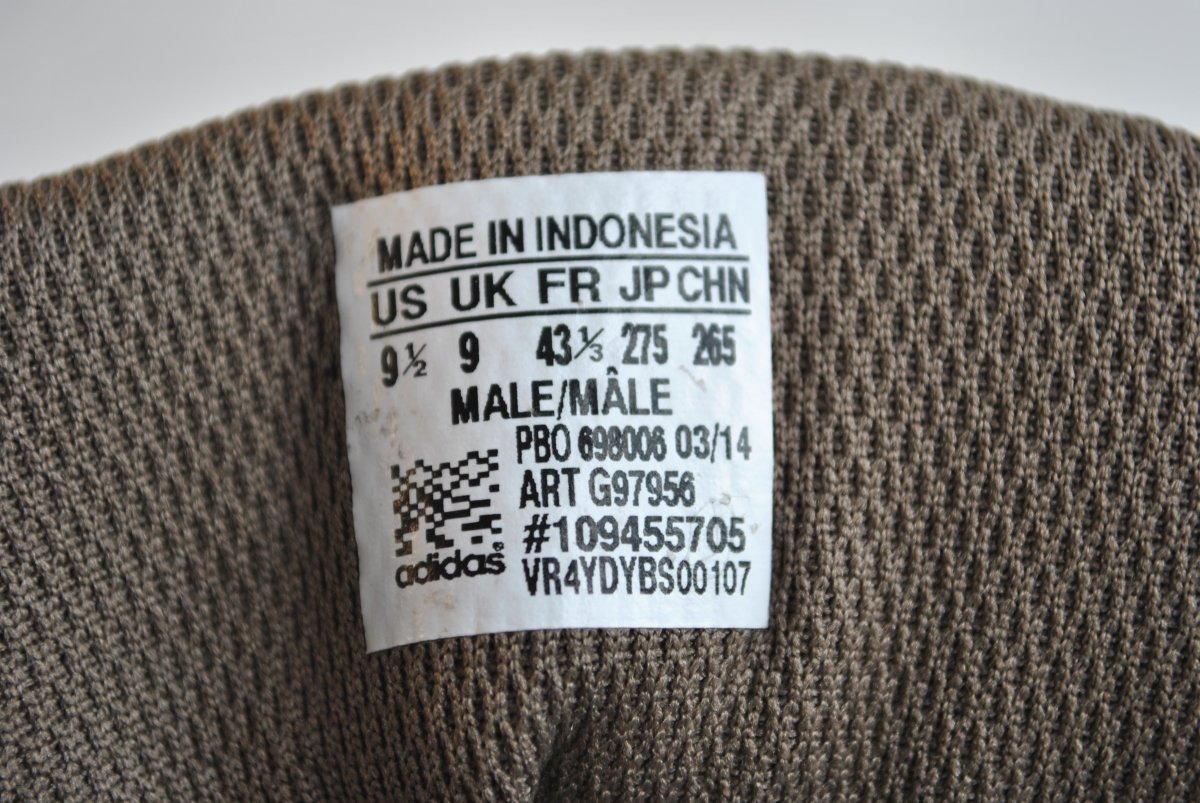 MADE IN INDONESIA
US UK FR JP CHN
9½ 9 43⅓ 275 265
MALE/MÂLE
PBO 698006 03/14
ART G97956
#109455705
adidas®
VR4YDYBS00107